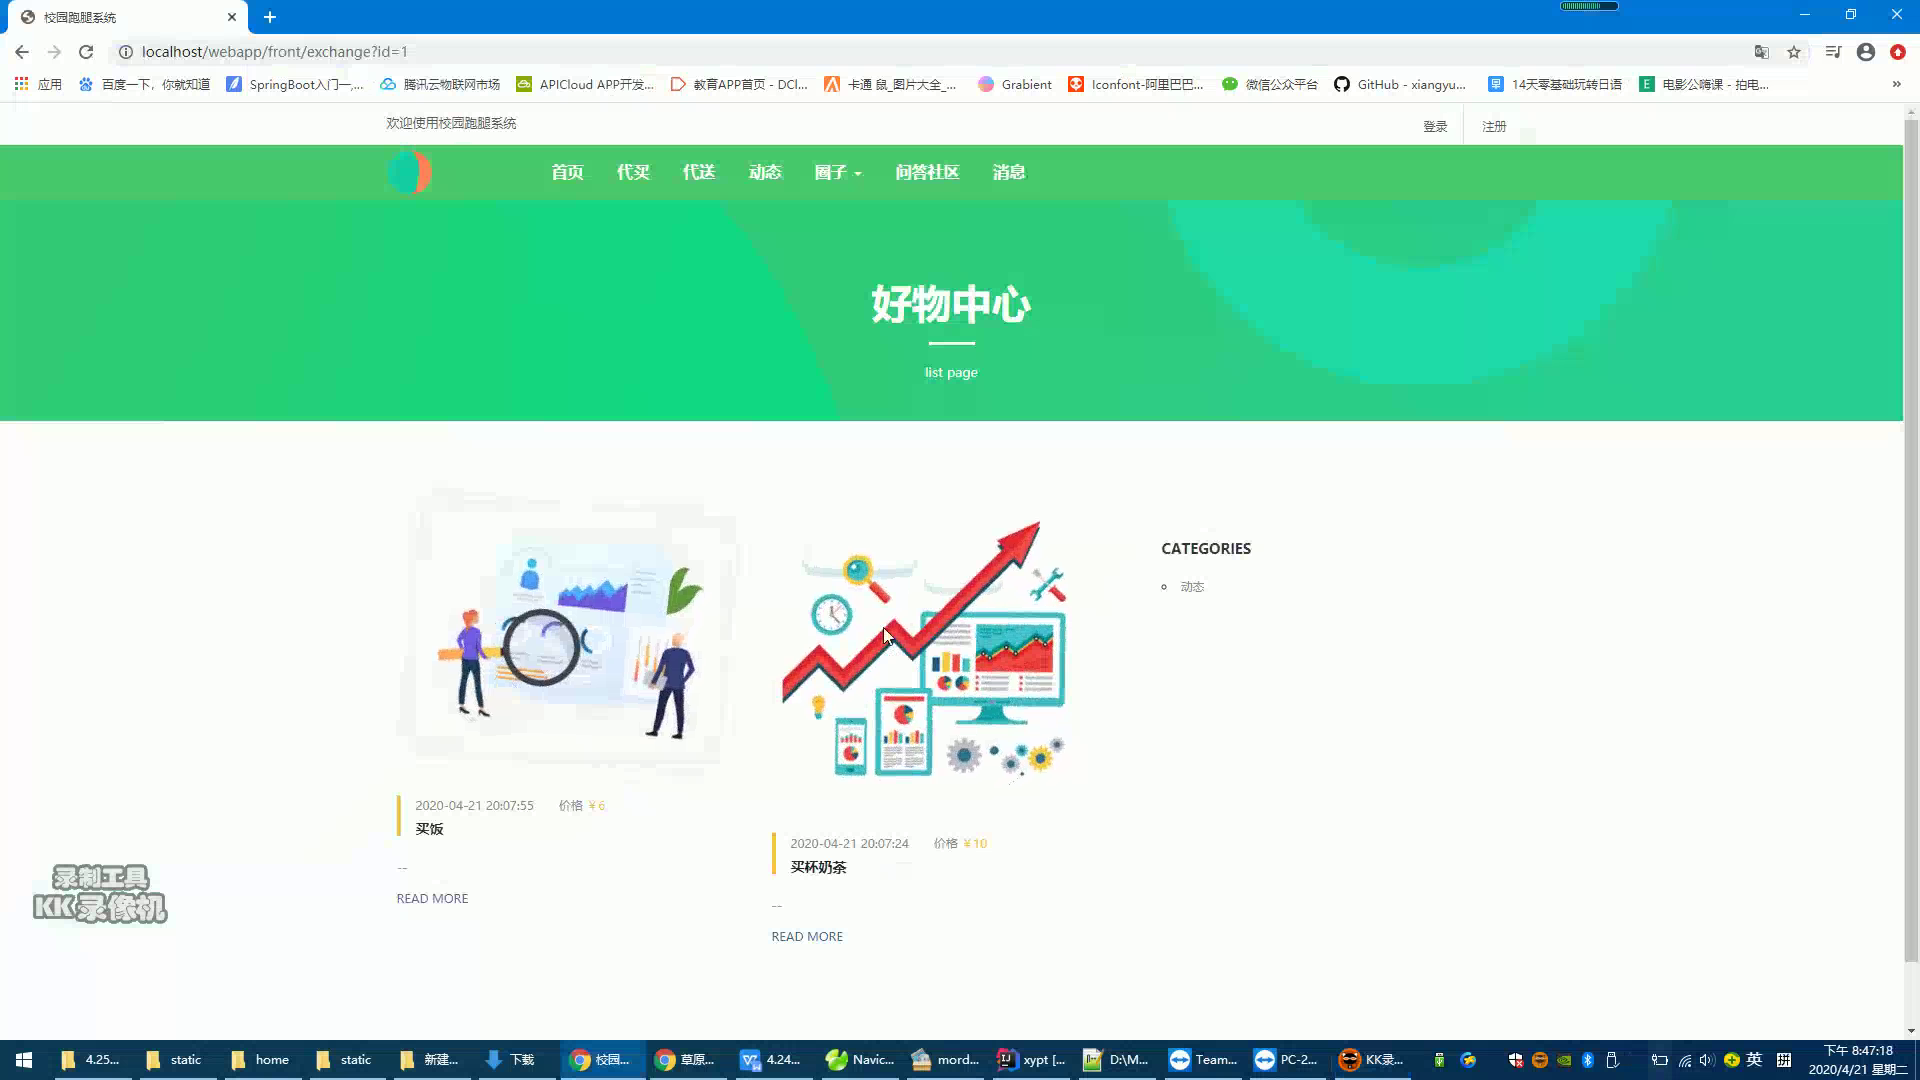 校园跑腿系统
localhost/webapp/front/exchange?id=1
应用 百度一下，你就知道 SpringBoot入门一,... 腾讯云物联网市场 APICloud APP开发... 教育APP首页 - DCl... 卡通 鼠_图片大全_... Grabient Iconfont-阿里巴巴... 微信公众平台 GitHub - xiangyu... 14天零基础玩转日语 电影公嗨课 - 拍电... »
欢迎使用校园跑腿系统 登录 注册
首页 代买 代送 动态 圈子 问答社区 消息
好物中心
list page
CATEGORIES
动态
2020-04-21 20:07:55 价格 ¥6
买饭
--
READ MORE
2020-04-21 20:07:24 价格 ¥10
买杯奶茶
--
READ MORE
录制工具
KK录像机
4.25... static home static 新建... 下载 校园... 草原... 4.24... Navic... mord... xypt [... D:\M... Team... PC-2... KK录... 英 拼
下午 8:47:18
2020/4/21 星期二